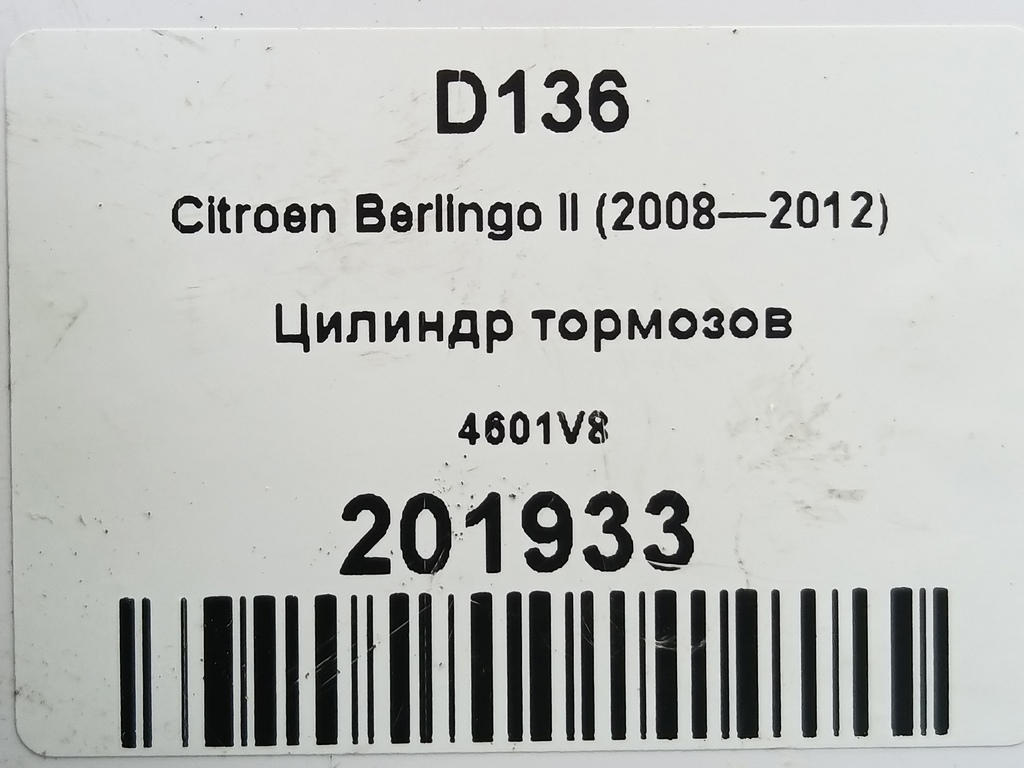 D136
Citroen Berlingo II (2008—2012)
Цилиндр тормозов
4601V8
201933